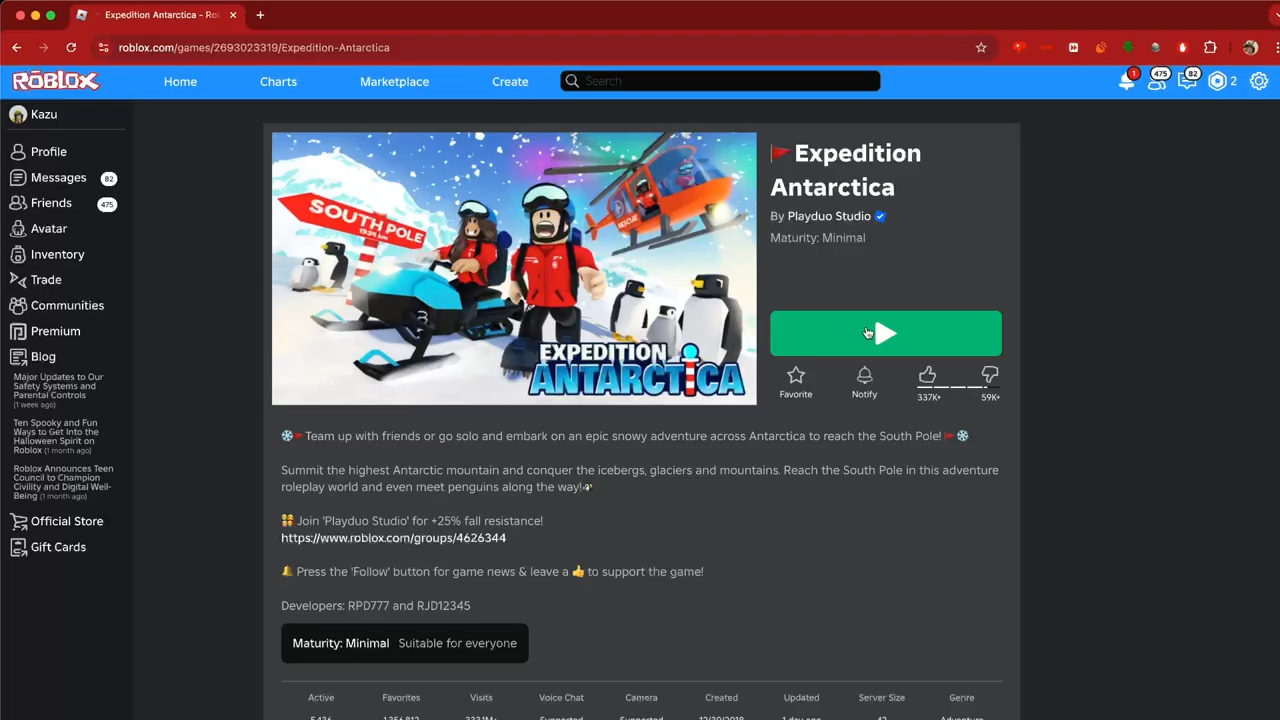 Expedition Antarctica - Ro
roblox.com/games/2693023319/Expedition-Antarctica
ROBLOX
Home
Charts
Marketplace
Create
Search
1
475
82
2
Kazu
Profile
Messages 82
Friends 475
Avatar
Inventory
Trade
Communities
Premium
Blog
Major Updates to Our
Safety Systems and
Parental Controls
(1 week ago)
Ten Spooky and Fun
Ways to Get Into the
Halloween Spirit on
Roblox (1 month ago)
Roblox Announces Teen
Council to Champion
Civility and Digital Well-
Being (1 month ago)
Official Store
Gift Cards
SOUTH POLE
RESCUE
EXPEDITION
ANTARCTICA
🚩Expedition
Antarctica
By Playduo Studio
Maturity: Minimal
Favorite
Notify
337K+
59K+
❄️🚩Team up with friends or go solo and embark on an epic snowy adventure across Antarctica to reach the South Pole!🚩❄️
Summit the highest Antarctic mountain and conquer the icebergs, glaciers and mountains. Reach the South Pole in this adventure
roleplay world and even meet penguins along the way!
Join 'Playduo Studio' for +25% fall resistance!
https://www.roblox.com/groups/4626344
🔔 Press the 'Follow' button for game news & leave a 👍 to support the game!
Developers: RPD777 and RJD12345
Maturity: Minimal Suitable for everyone
Active
Favorites
Visits
Voice Chat
Camera
Created
Updated
Server Size
Genre